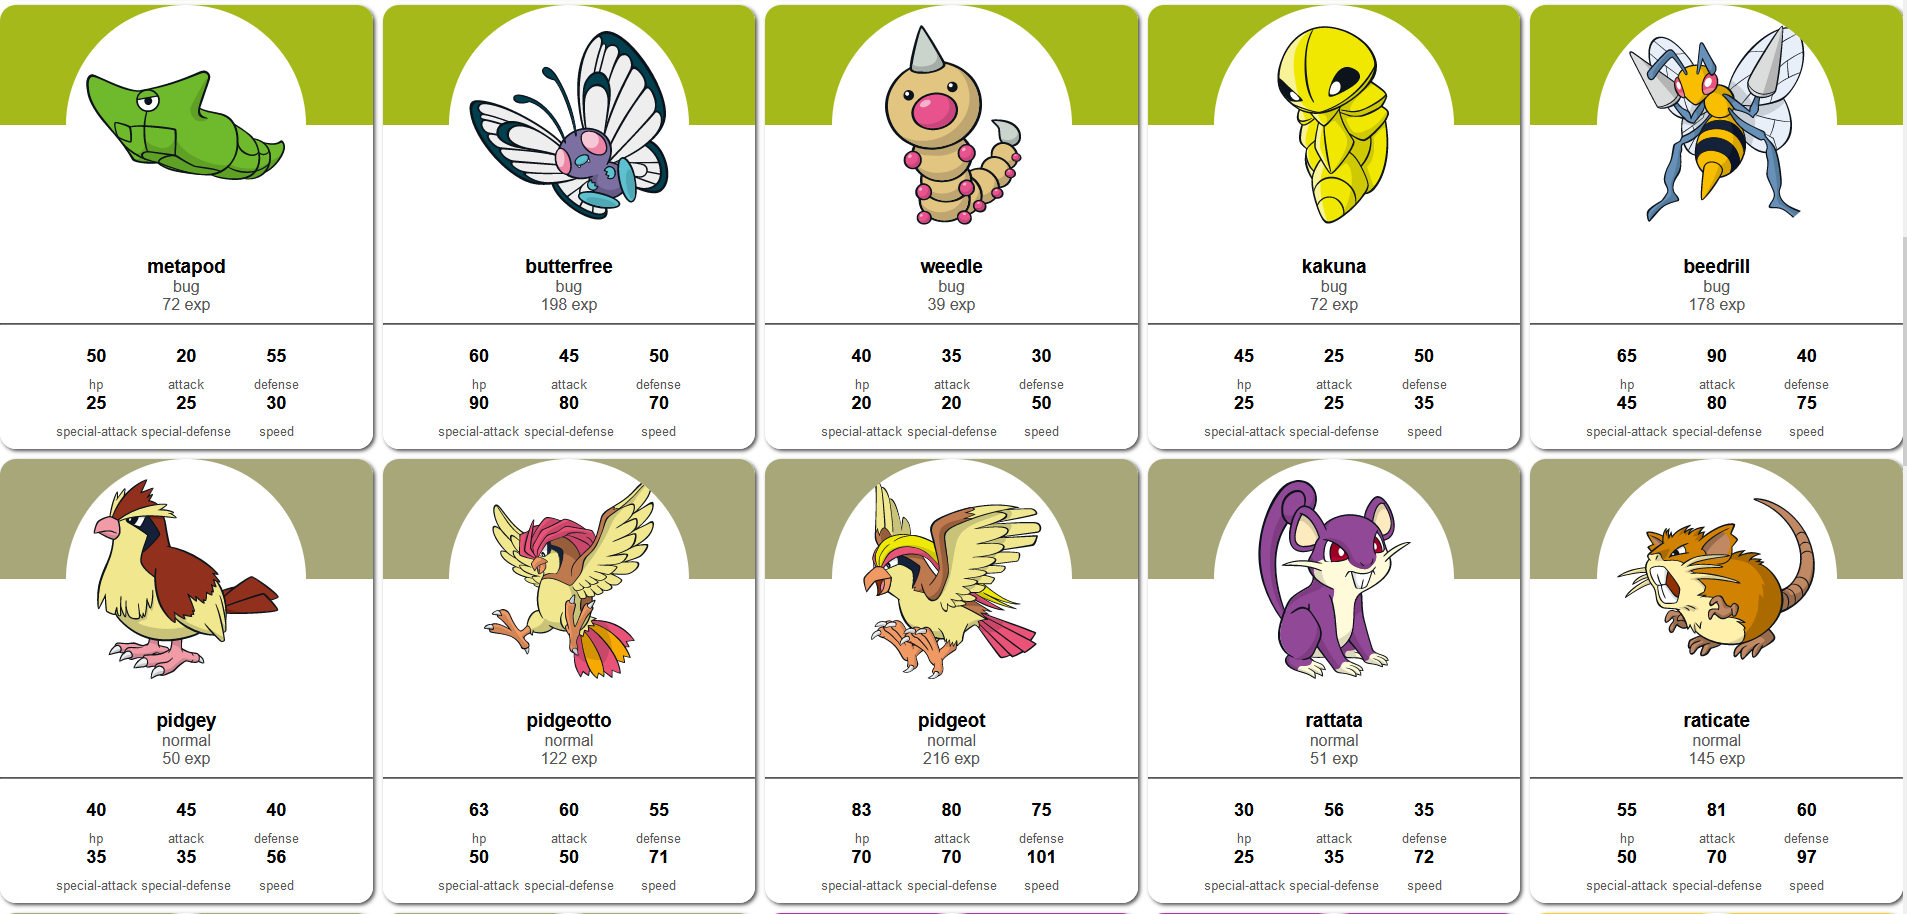 metapod
bug
72 exp
50 20 55
hp attack defense
25 25 30
special-attack special-defense speed
butterfree
bug
198 exp
60 45 50
hp attack defense
90 80 70
special-attack special-defense speed
weedle
bug
39 exp
40 35 30
hp attack defense
20 20 50
special-attack special-defense speed
kakuna
bug
72 exp
45 25 50
hp attack defense
25 25 35
special-attack special-defense speed
beedrill
bug
178 exp
65 90 40
hp attack defense
45 80 75
special-attack special-defense speed
pidgey
normal
50 exp
40 45 40
hp attack defense
35 35 56
special-attack special-defense speed
pidgeotto
normal
122 exp
63 60 55
hp attack defense
50 50 71
special-attack special-defense speed
pidgeot
normal
216 exp
83 80 75
hp attack defense
70 70 101
special-attack special-defense speed
rattata
normal
51 exp
30 56 35
hp attack defense
25 35 72
special-attack special-defense speed
raticate
normal
145 exp
55 81 60
hp attack defense
50 70 97
special-attack special-defense speed